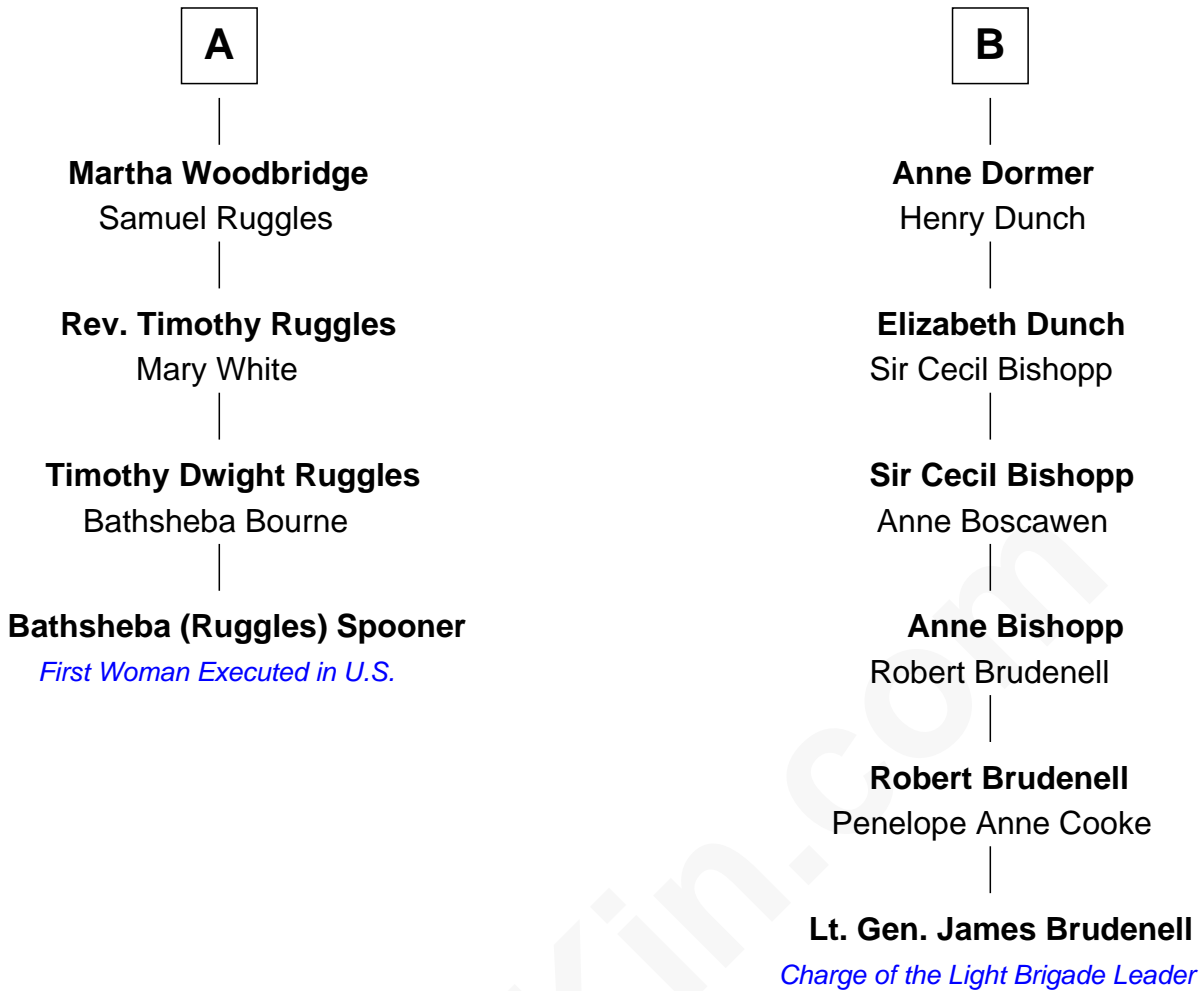 A
Martha Woodbridge
Samuel Ruggles
Rev. Timothy Ruggles
Mary White
Timothy Dwight Ruggles
Bathsheba Bourne
Bathsheba (Ruggles) Spooner
First Woman Executed in U.S.
B
Anne Dormer
Henry Dunch
Elizabeth Dunch
Sir Cecil Bishopp
Sir Cecil Bishopp
Anne Boscawen
Anne Bishopp
Robert Brudenell
Robert Brudenell
Penelope Anne Cooke
Lt. Gen. James Brudenell
Charge of the Light Brigade Leader